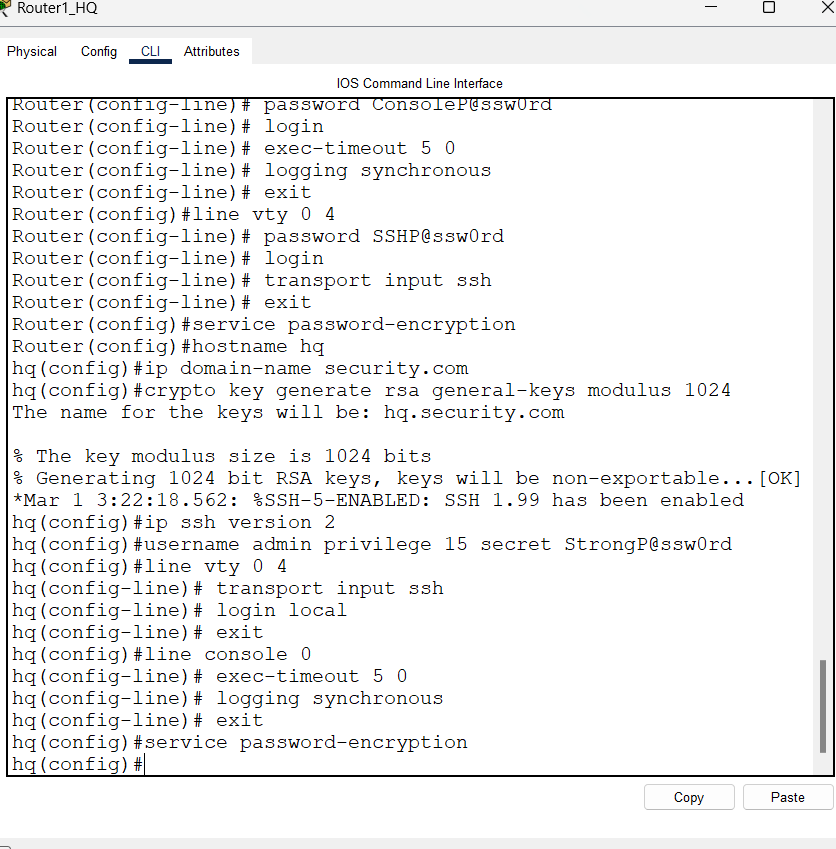 Router1_HQ
Physical Config CLI Attributes
IOS Command Line Interface
Router(config-line)# password ConsoleP@ssw0rd
Router(config-line)# login
Router(config-line)# exec-timeout 5 0
Router(config-line)# logging synchronous
Router(config-line)# exit
Router(config)#line vty 0 4
Router(config-line)# password SSHP@ssw0rd
Router(config-line)# login
Router(config-line)# transport input ssh
Router(config-line)# exit
Router(config)#service password-encryption
Router(config)#hostname hq
hq(config)#ip domain-name security.com
hq(config)#crypto key generate rsa general-keys modulus 1024
The name for the keys will be: hq.security.com
% The key modulus size is 1024 bits
% Generating 1024 bit RSA keys, keys will be non-exportable...[OK]
*Mar 1 3:22:18.562: %SSH-5-ENABLED: SSH 1.99 has been enabled
hq(config)#ip ssh version 2
hq(config)#username admin privilege 15 secret StrongP@ssw0rd
hq(config)#line vty 0 4
hq(config-line)# transport input ssh
hq(config-line)# login local
hq(config-line)# exit
hq(config)#line console 0
hq(config-line)# exec-timeout 5 0
hq(config-line)# logging synchronous
hq(config-line)# exit
hq(config)#service password-encryption
hq(config)#
Copy Paste